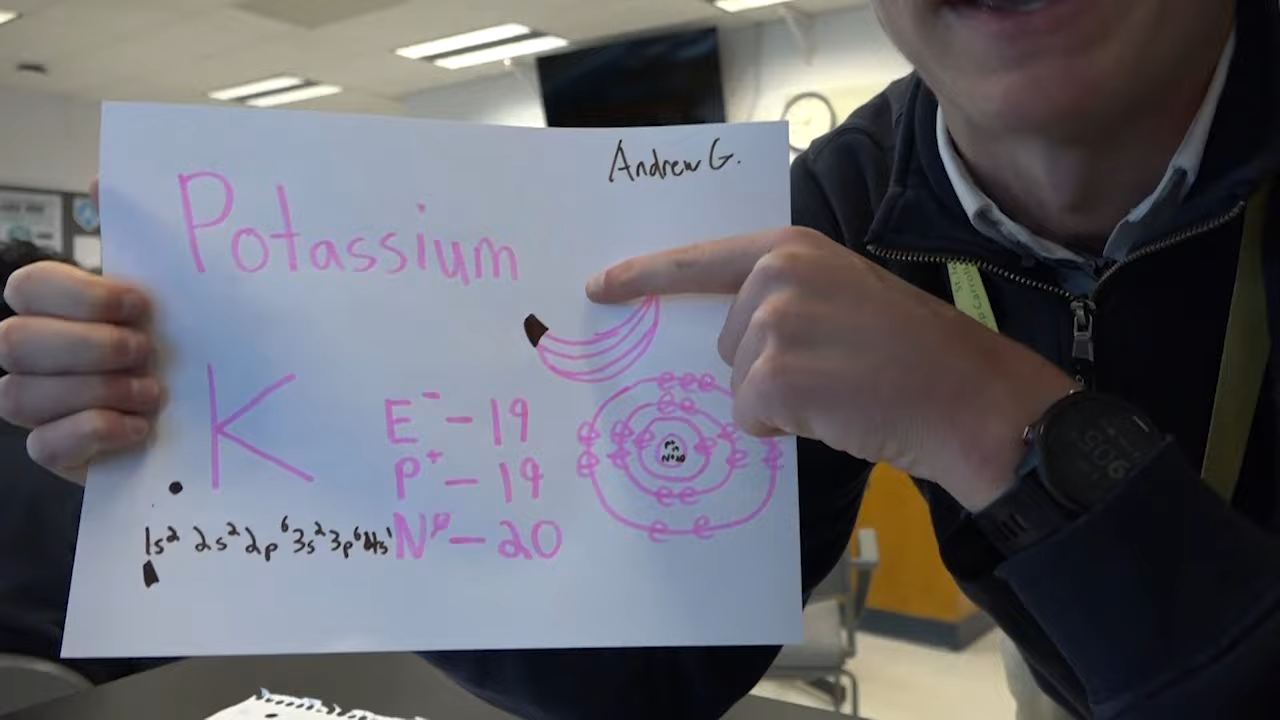 Andrew G.
Potassium
K
E⁻ - 19
P⁺ - 19
N⁰ - 20
1s² 2s² 2p⁶ 3s² 3p⁶ 4s¹